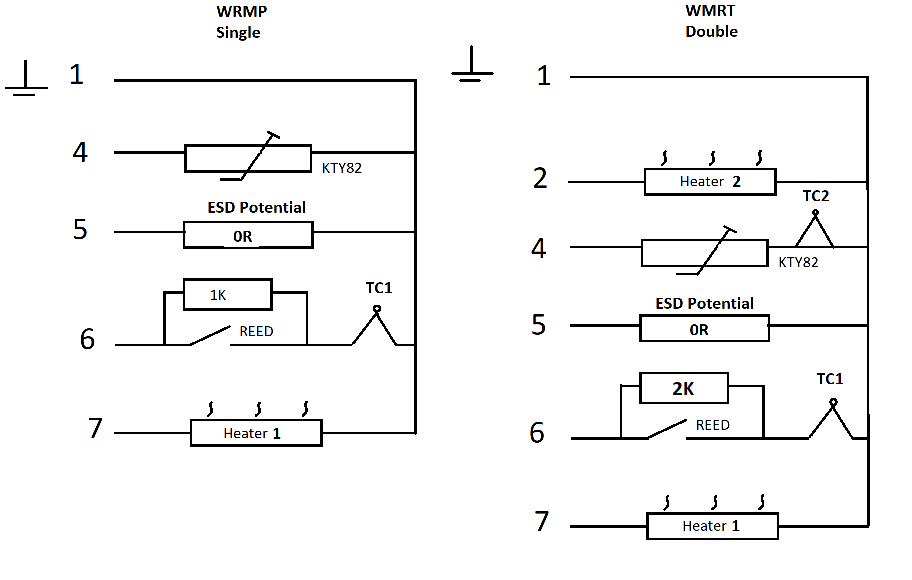 WRMP
Single
1
4
KTY82
ESD Potential
5
0R
1K
TC1
6
REED
7
Heater 1
WMRT
Double
1
2
Heater 2
TC2
4
KTY82
ESD Potential
5
0R
2K
TC1
6
REED
7
Heater 1